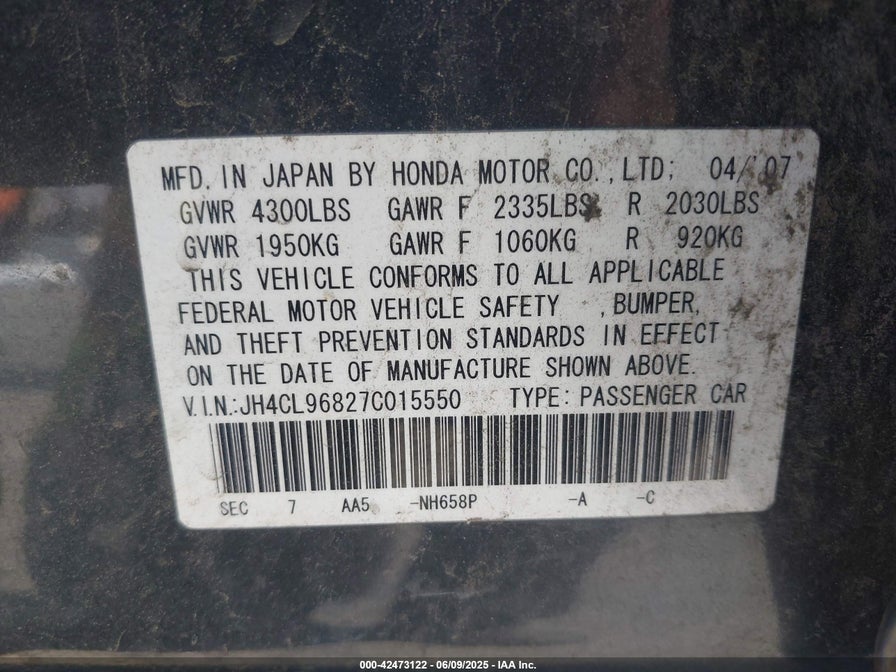 MFD. IN JAPAN BY HONDA MOTOR CO., LTD; 04/'07
GVWR 4300LBS GAWR F 2335LBS R 2030LBS
GVWR 1950KG GAWR F 1060KG R 920KG
THIS VEHICLE CONFORMS TO ALL APPLICABLE
FEDERAL MOTOR VEHICLE SAFETY , BUMPER,
AND THEFT PREVENTION STANDARDS IN EFFECT
ON THE DATE OF MANUFACTURE SHOWN ABOVE.
V.I.N.:JH4CL96827C015550 TYPE: PASSENGER CAR
SEC 7 AA5 -NH658P -A -C
000-42473122 - 06/09/2025 - IAA Inc.